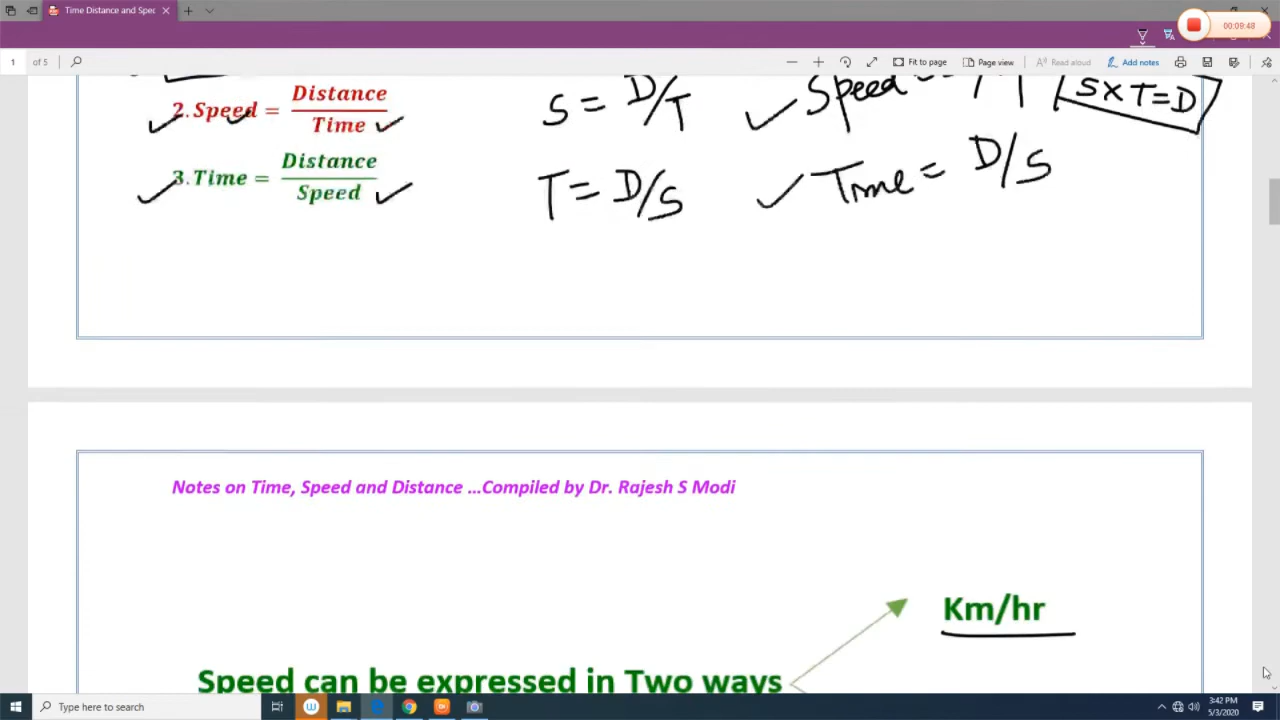 Time Distance and Spec
00:09:48
1 of 5
Fit to page
Page view
Read aloud
Add notes
2.Speed = Distance
Time
S = D/T
Speed =
S x T = D
3.Time = Distance
Speed
T = D/S
Time = D/S
Notes on Time, Speed and Distance ...Compiled by Dr. Rajesh S Modi
Km/hr
Speed can be expressed in Two ways
Type here to search
3:42 PM
5/3/2020